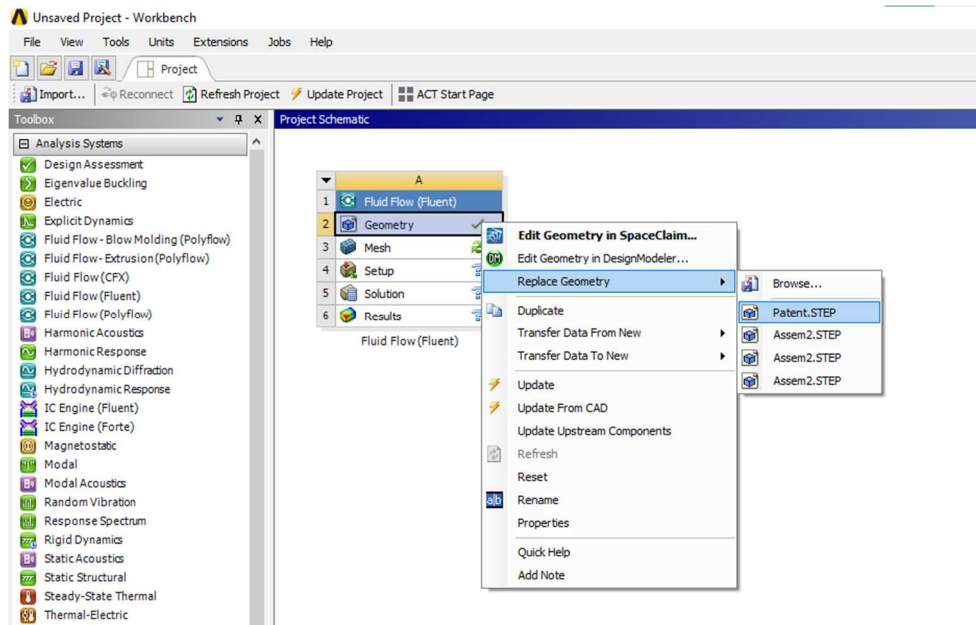 Unsaved Project - Workbench
File View Tools Units Extensions Jobs Help
Project
Import... Reconnect Refresh Project Update Project ACT Start Page
Toolbox
Project Schematic
Analysis Systems
Design Assessment
Eigenvalue Buckling
Electric
Explicit Dynamics
Fluid Flow - Blow Molding (Polyflow)
Fluid Flow - Extrusion (Polyflow)
Fluid Flow (CFX)
Fluid Flow (Fluent)
Fluid Flow (Polyflow)
Harmonic Acoustics
Harmonic Response
Hydrodynamic Diffraction
Hydrodynamic Response
IC Engine (Fluent)
IC Engine (Forte)
Magnetostatic
Modal
Modal Acoustics
Random Vibration
Response Spectrum
Rigid Dynamics
Static Acoustics
Static Structural
Steady-State Thermal
Thermal-Electric
A
1 Fluid Flow (Fluent)
2 Geometry
3 Mesh
4 Setup
5 Solution
6 Results
Fluid Flow (Fluent)
Edit Geometry in SpaceClaim...
DM Edit Geometry in DesignModeler...
Replace Geometry
Duplicate
Transfer Data From New
Transfer Data To New
Update
Update From CAD
Update Upstream Components
Refresh
Reset
a|b Rename
Properties
Quick Help
Add Note
Browse...
Patent.STEP
Assem2.STEP
Assem2.STEP
Assem2.STEP